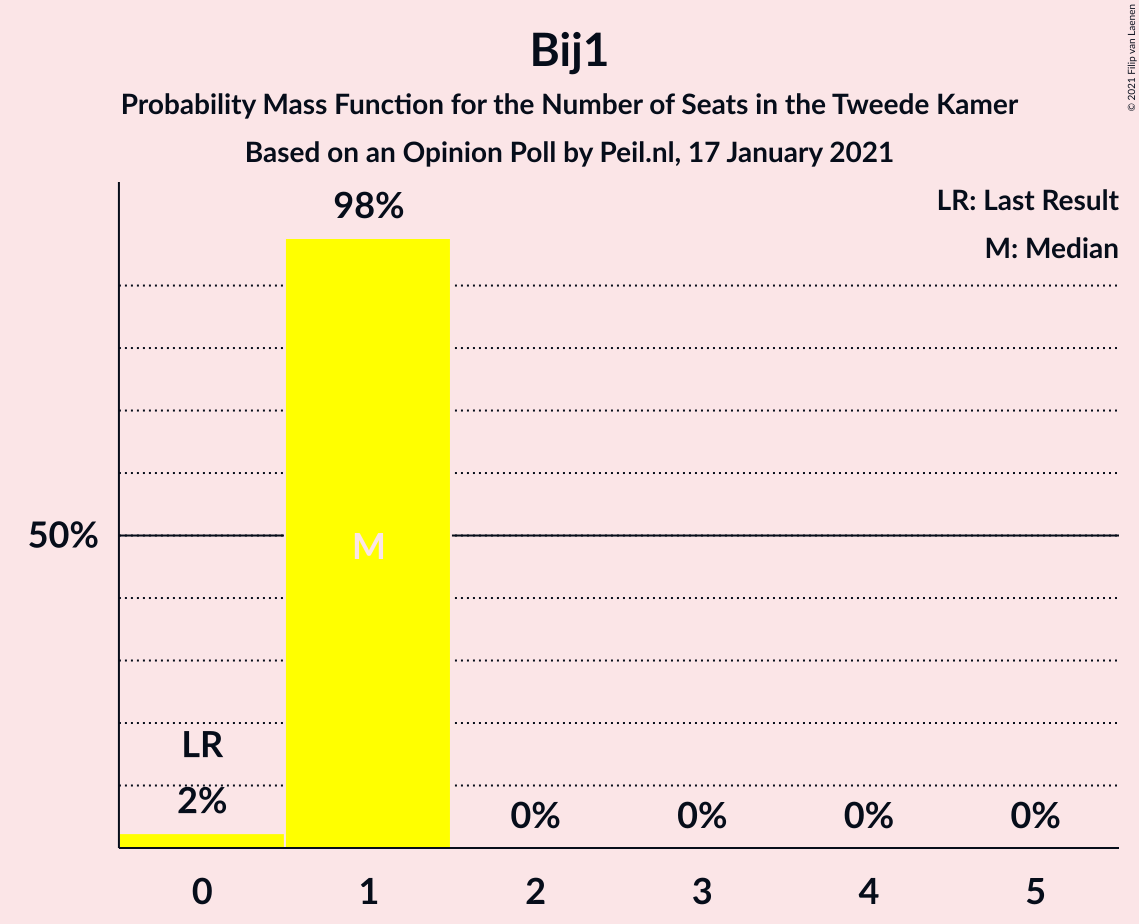 Bij1
Probability Mass Function for the Number of Seats in the Tweede Kamer
Based on an Opinion Poll by Peil.nl, 17 January 2021
© 2021 Filip van Laenen
LR: Last Result
M: Median
98%
50%
M
LR
2%
0%
0%
0%
0%
0 1 2 3 4 5